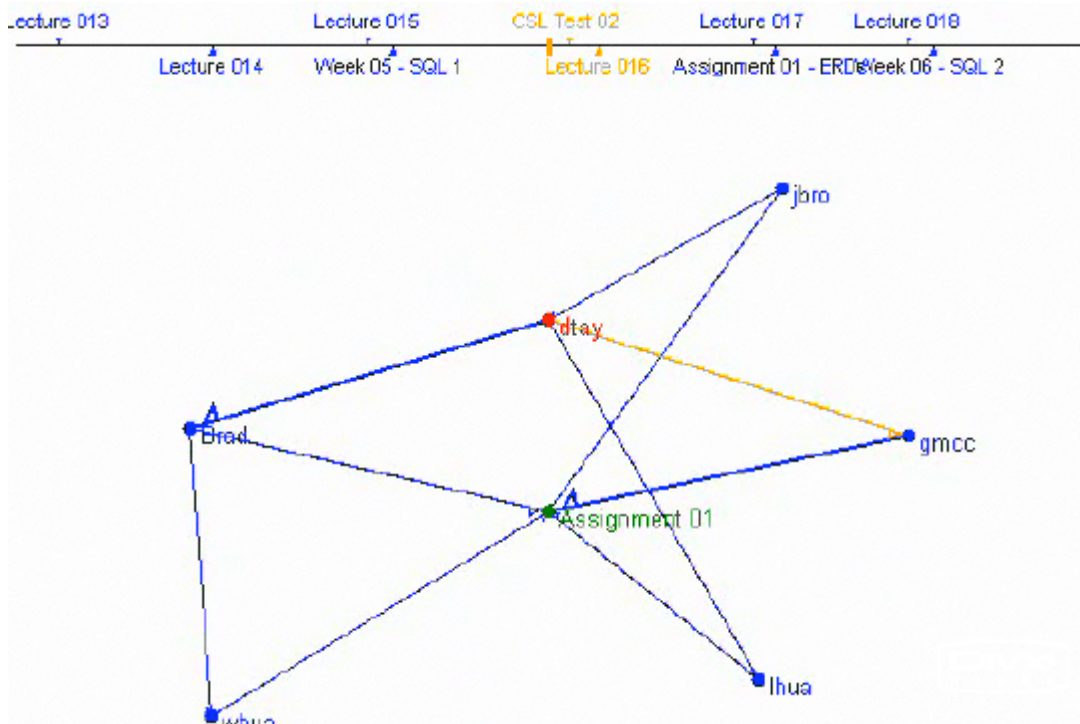 Lecture 013
Lecture 015
CSL Test 02
Lecture 017
Lecture 018
Lecture 014
Week 05 - SQL 1
Lecture 016
Assignment 01 - ERD's
Week 06 - SQL 2
jbro
dtay
Brad
gmcc
Assignment 01
lhua